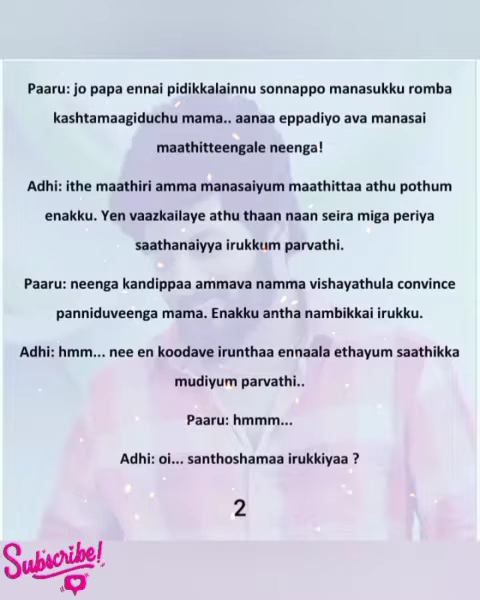 Paaru: jo papa ennai pidikkalainnu sonnappo manasukku romba
kashtamaagiduchu mama.. aanaa eppadiyo ava manasai
maathitteengale neenga!
Adhi: ithe maathiri amma manasaiyum maathittaa athu pothum
enakku. Yen vaazkailaye athu thaan naan seira miga periya
saathanaiyya irukkum parvathi.
Paaru: neenga kandippaa ammava namma vishayathula convince
panniduveenga mama. Enakku antha nambikkai irukku.
Adhi: hmm... nee en koodave irunthaa ennaala ethayum saathikka
mudiyum parvathi..
Paaru: hmmm...
Adhi: oi... santhoshamaa irukkiyaa ?
2
Subscribe!